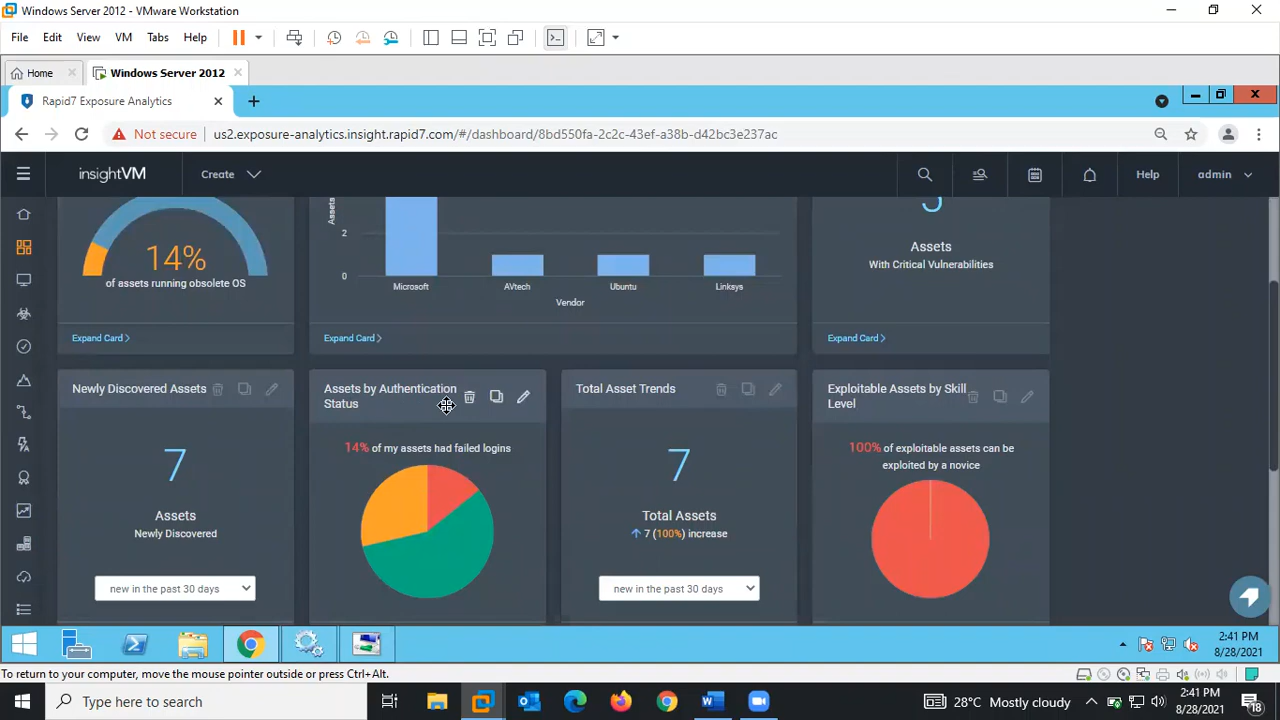 Windows Server 2012 - VMware Workstation
File Edit View VM Tabs Help
Home Windows Server 2012
Rapid7 Exposure Analytics
Not secure us2.exposure-analytics.insight.rapid7.com/#/dashboard/8bd550fa-2c2c-43ef-a38b-d42bc3e237ac
insightVM Create Help admin
14%
of assets running obsolete OS
Expand Card
Assets
2
0
Microsoft AVtech Ubuntu Linksys
Vendor
Expand Card
Assets
With Critical Vulnerabilities
Expand Card
Newly Discovered Assets
7
Assets
Newly Discovered
new in the past 30 days
Assets by Authentication
Status
14% of my assets had failed logins
Total Asset Trends
7
Total Assets
7 (100%) increase
new in the past 30 days
Exploitable Assets by Skill
Level
100% of exploitable assets can be
exploited by a novice
2:41 PM
8/28/2021
To return to your computer, move the mouse pointer outside or press Ctrl+Alt.
Type here to search
28°C Mostly cloudy
2:41 PM
8/28/2021
18